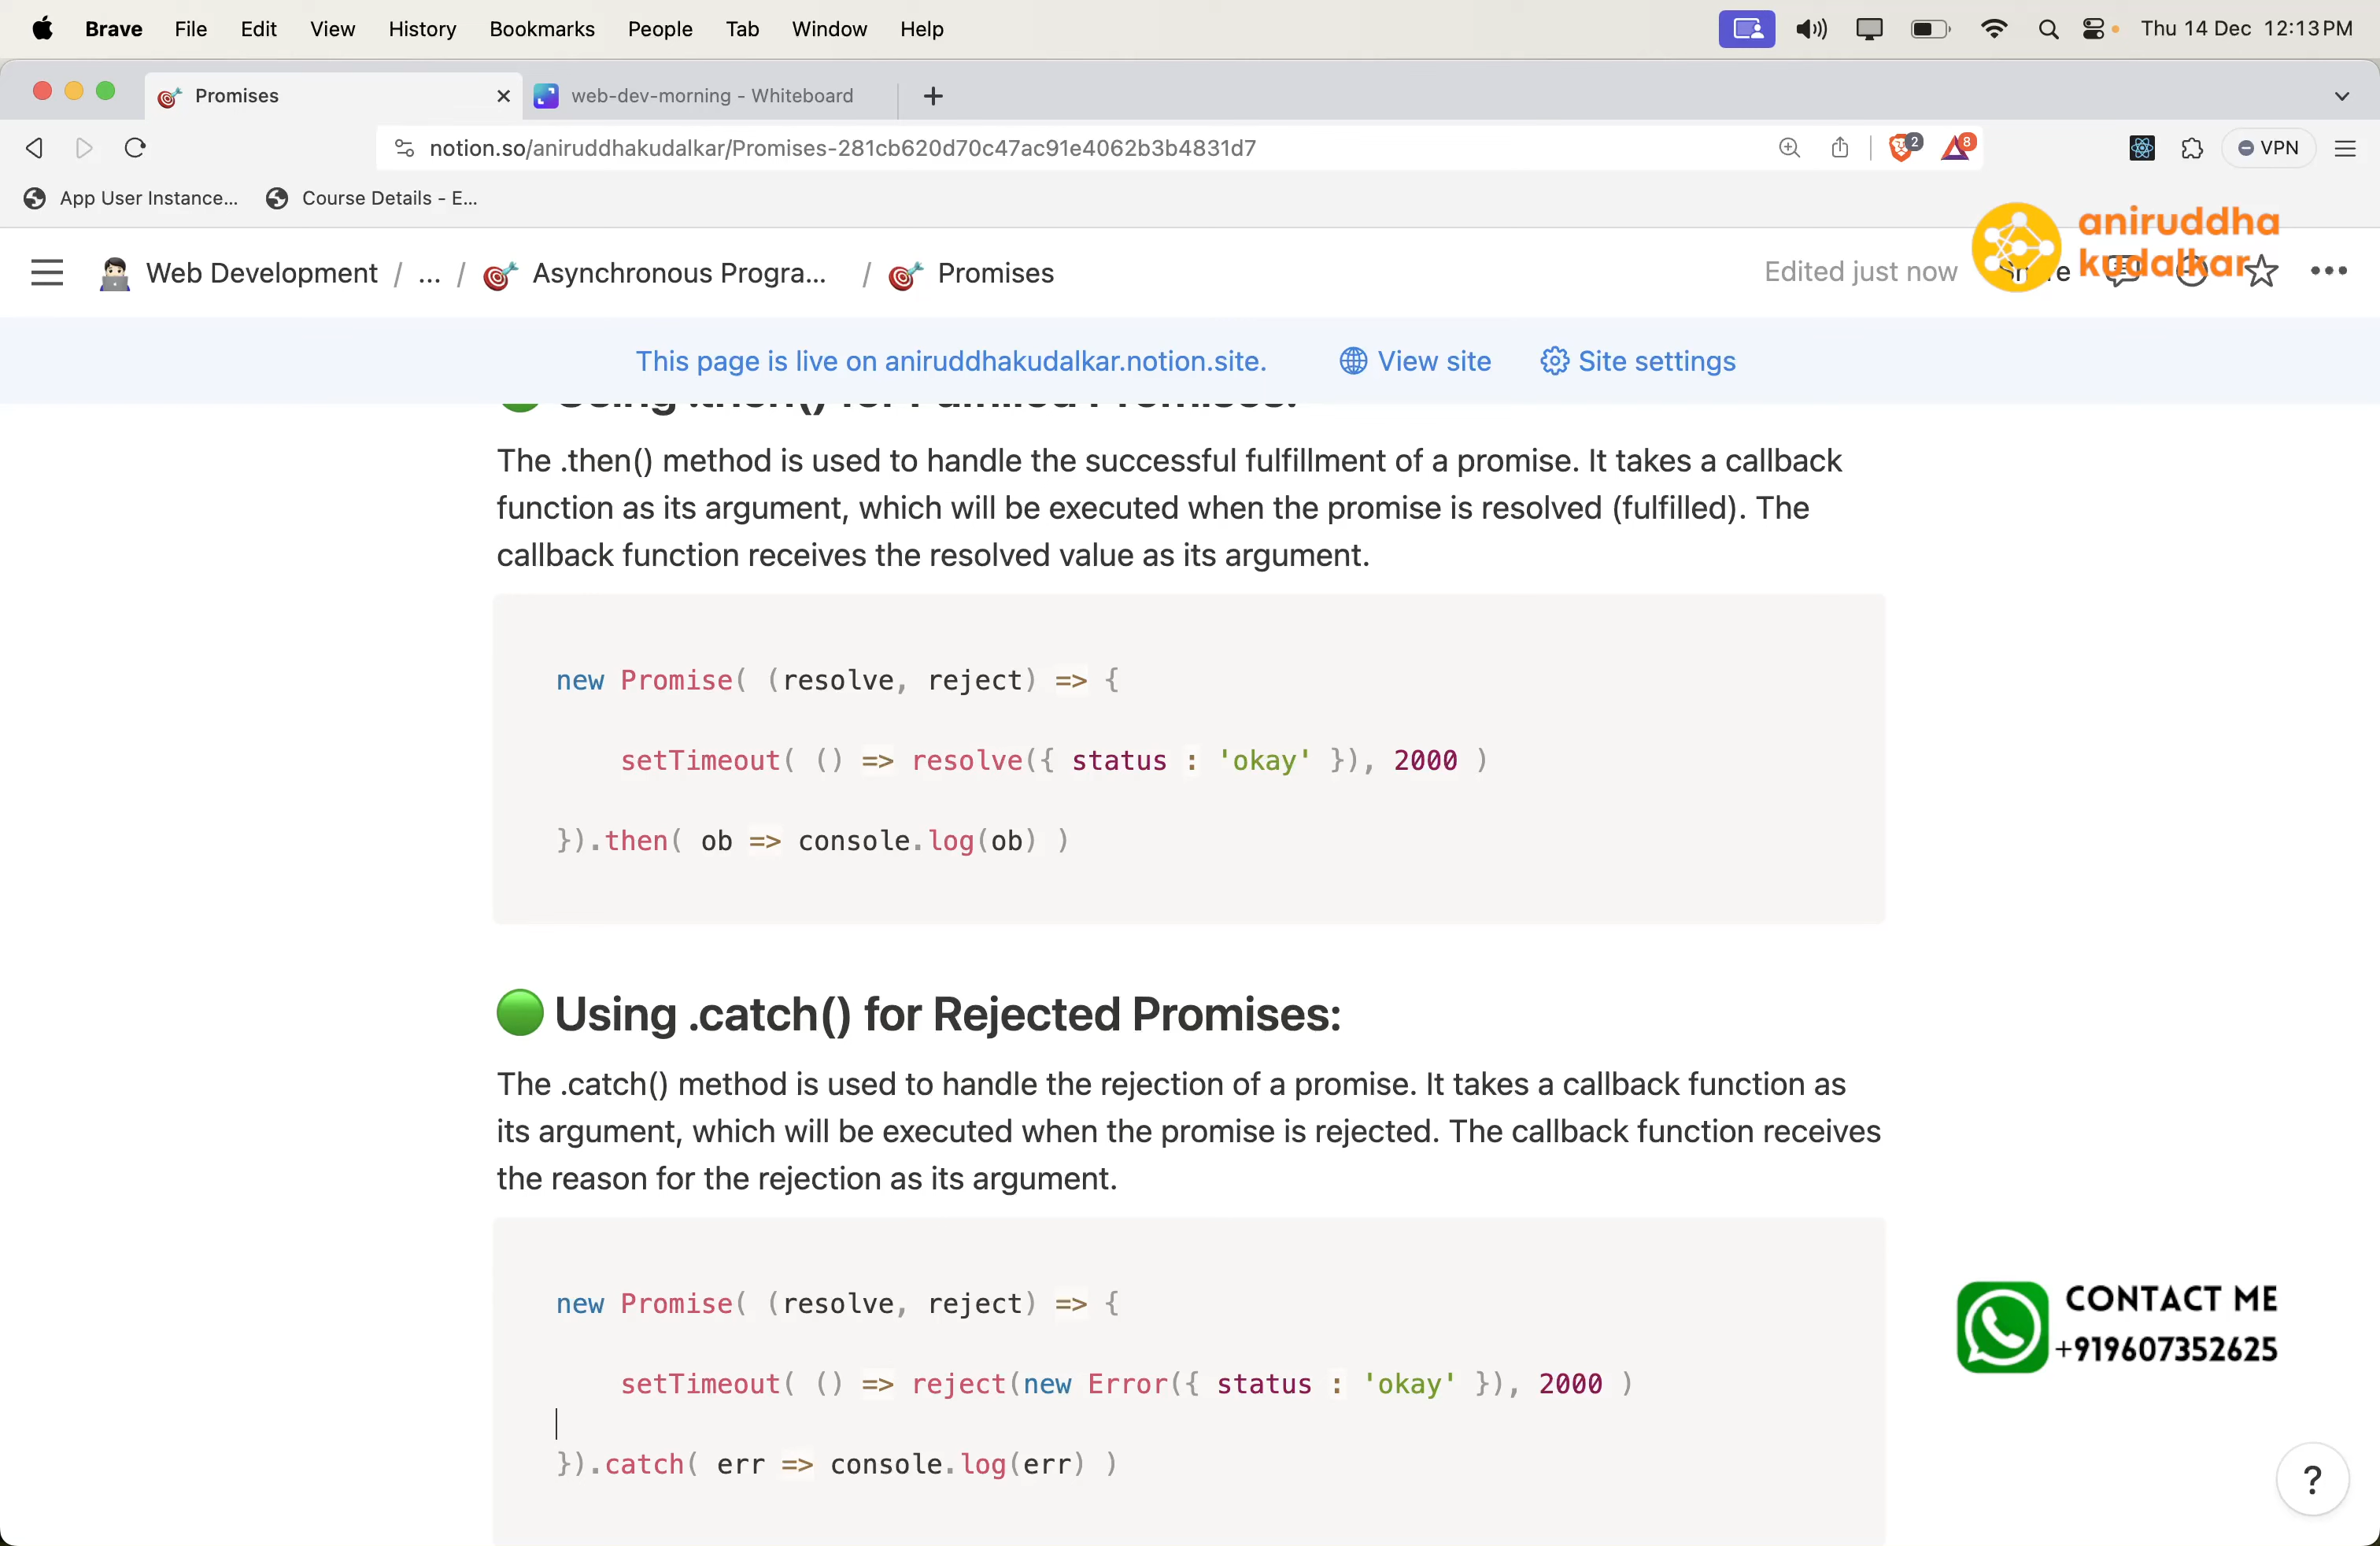 Brave File Edit View History Bookmarks People Tab Window Help Thu 14 Dec 12:13 PM
Promises web-dev-morning - Whiteboard
notion.so/aniruddhakudalkar/Promises-281cb620d70c47ac91e4062b3b4831d7 2 8 VPN
App User Instance... Course Details - E...
aniruddha
kudalkar
Web Development / ... / Asynchronous Progra... / Promises Edited just now
This page is live on aniruddhakudalkar.notion.site. View site Site settings
Using .then() for Fulfilled Promises:
The .then() method is used to handle the successful fulfillment of a promise. It takes a callback
function as its argument, which will be executed when the promise is resolved (fulfilled). The
callback function receives the resolved value as its argument.
new Promise( (resolve, reject) => {
setTimeout( () => resolve({ status : 'okay' }), 2000 )
}).then( ob => console.log(ob) )
Using .catch() for Rejected Promises:
The .catch() method is used to handle the rejection of a promise. It takes a callback function as
its argument, which will be executed when the promise is rejected. The callback function receives
the reason for the rejection as its argument.
new Promise( (resolve, reject) => {
setTimeout( () => reject(new Error({ status : 'okay' }), 2000 )
}).catch( err => console.log(err) )
CONTACT ME
+919607352625
?